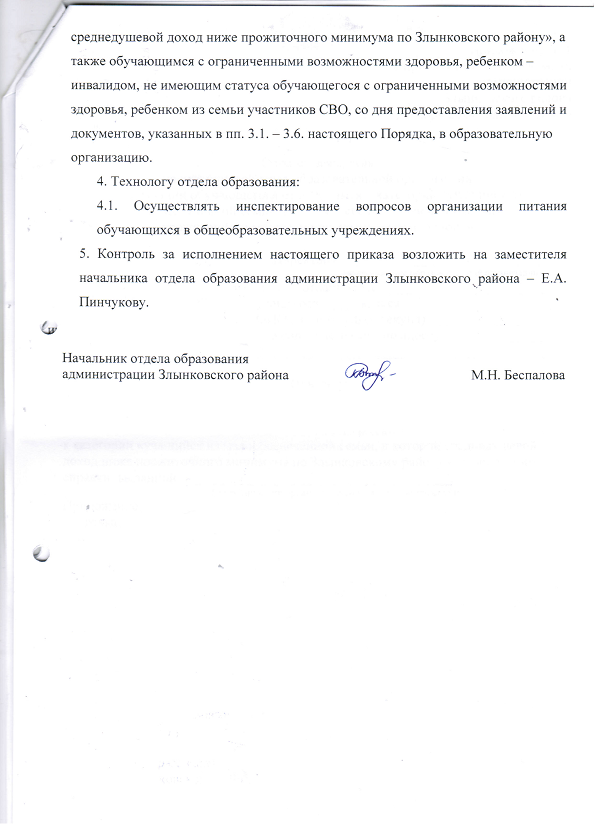 среднедушевой доход ниже прожиточного минимума по Злынковского району», а
также обучающимся с ограниченными возможностями здоровья, ребенком –
инвалидом, не имеющим статуса обучающегося с ограниченными возможностями
здоровья, ребенком из семьи участников СВО, со дня предоставления заявлений и
документов, указанных в пп. 3.1. – 3.6. настоящего Порядка, в образовательную
организацию.
4. Технологу отдела образования:
4.1. Осуществлять инспектирование вопросов организации питания
обучающихся в общеобразовательных учреждениях.
5. Контроль за исполнением настоящего приказа возложить на заместителя
начальника отдела образования администрации Злынковского района – Е.А.
Пинчукову.
Начальник отдела образования
администрации Злынковского района М.Н. Беспалова